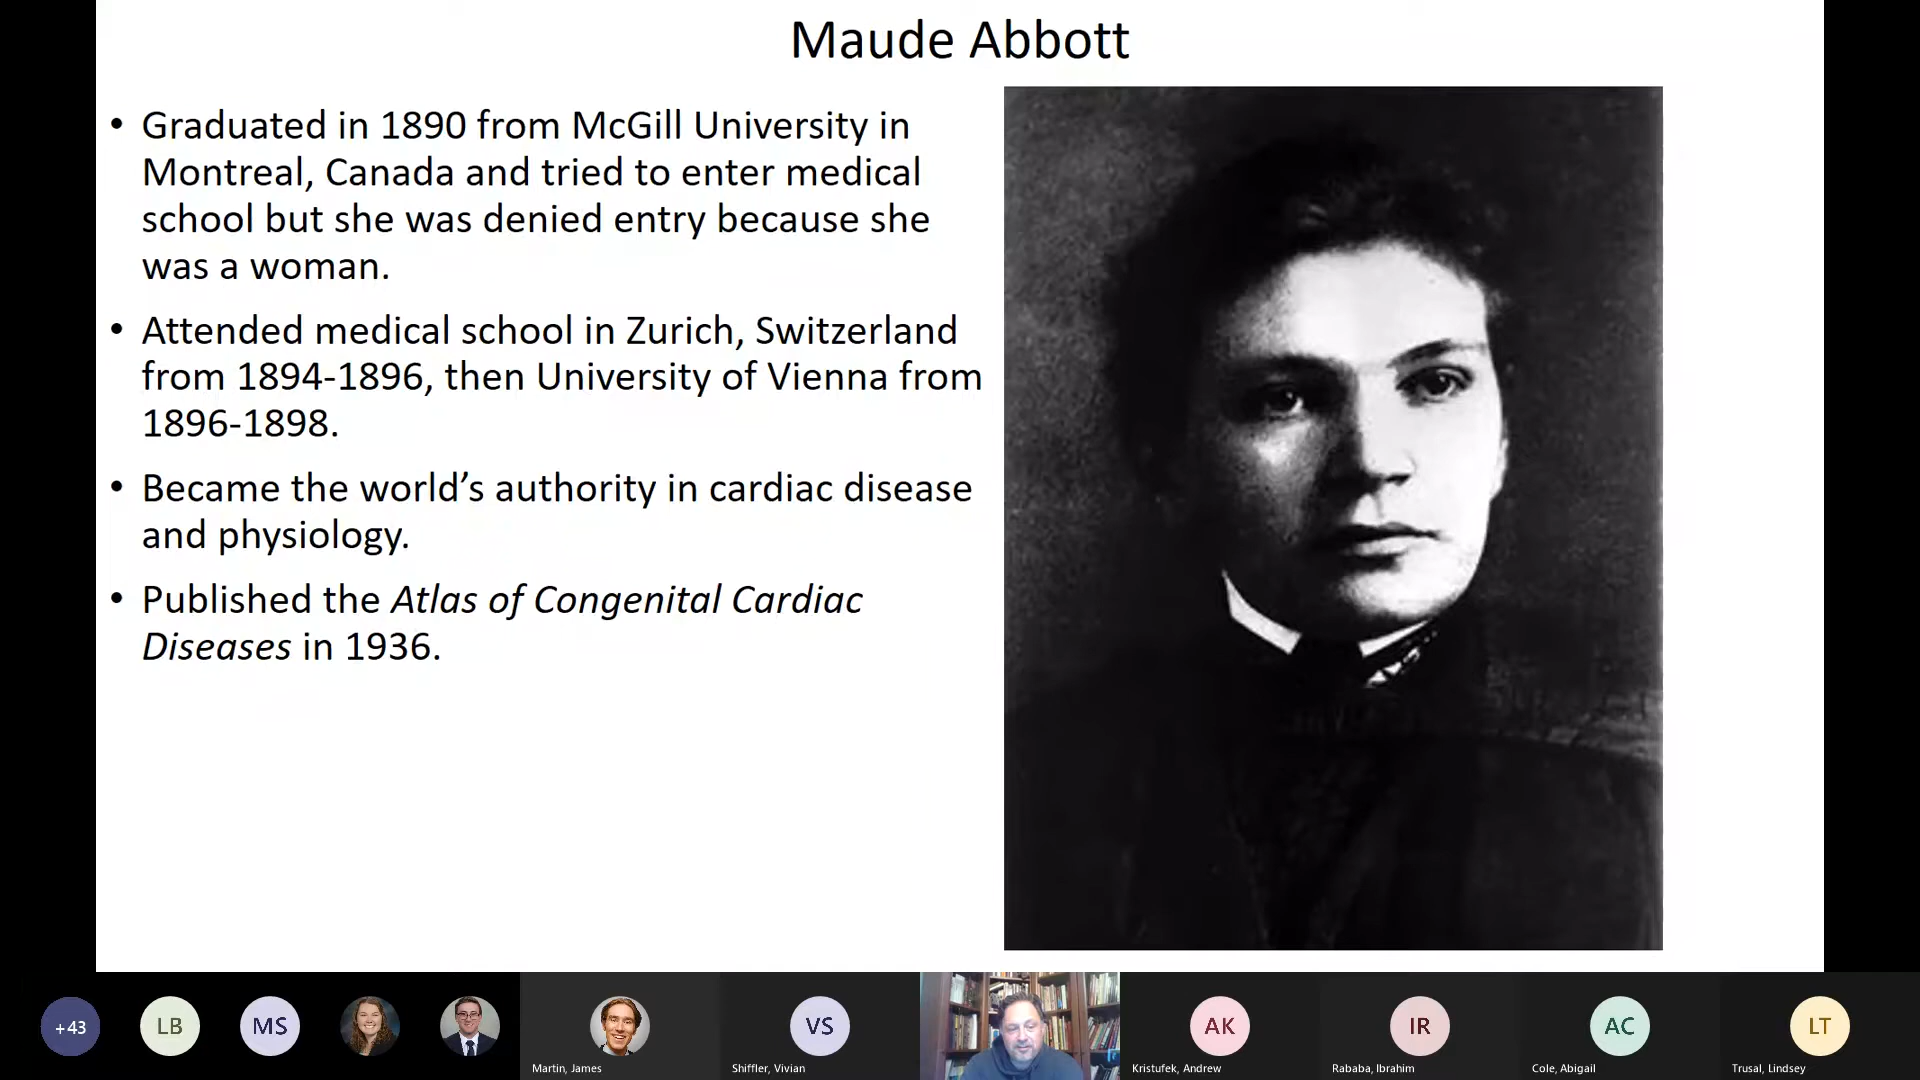 Maude Abbott
• Graduated in 1890 from McGill University in
Montreal, Canada and tried to enter medical
school but she was denied entry because she
was a woman.
• Attended medical school in Zurich, Switzerland
from 1894-1896, then University of Vienna from
1896-1898.
• Became the world’s authority in cardiac disease
and physiology.
• Published the Atlas of Congenital Cardiac
Diseases in 1936.
+43
LB
MS
Martin, James
VS
Shiffler, Vivian
AK
Kristufek, Andrew
IR
Rababa, Ibrahim
AC
Cole, Abigail
LT
Trusal, Lindsey